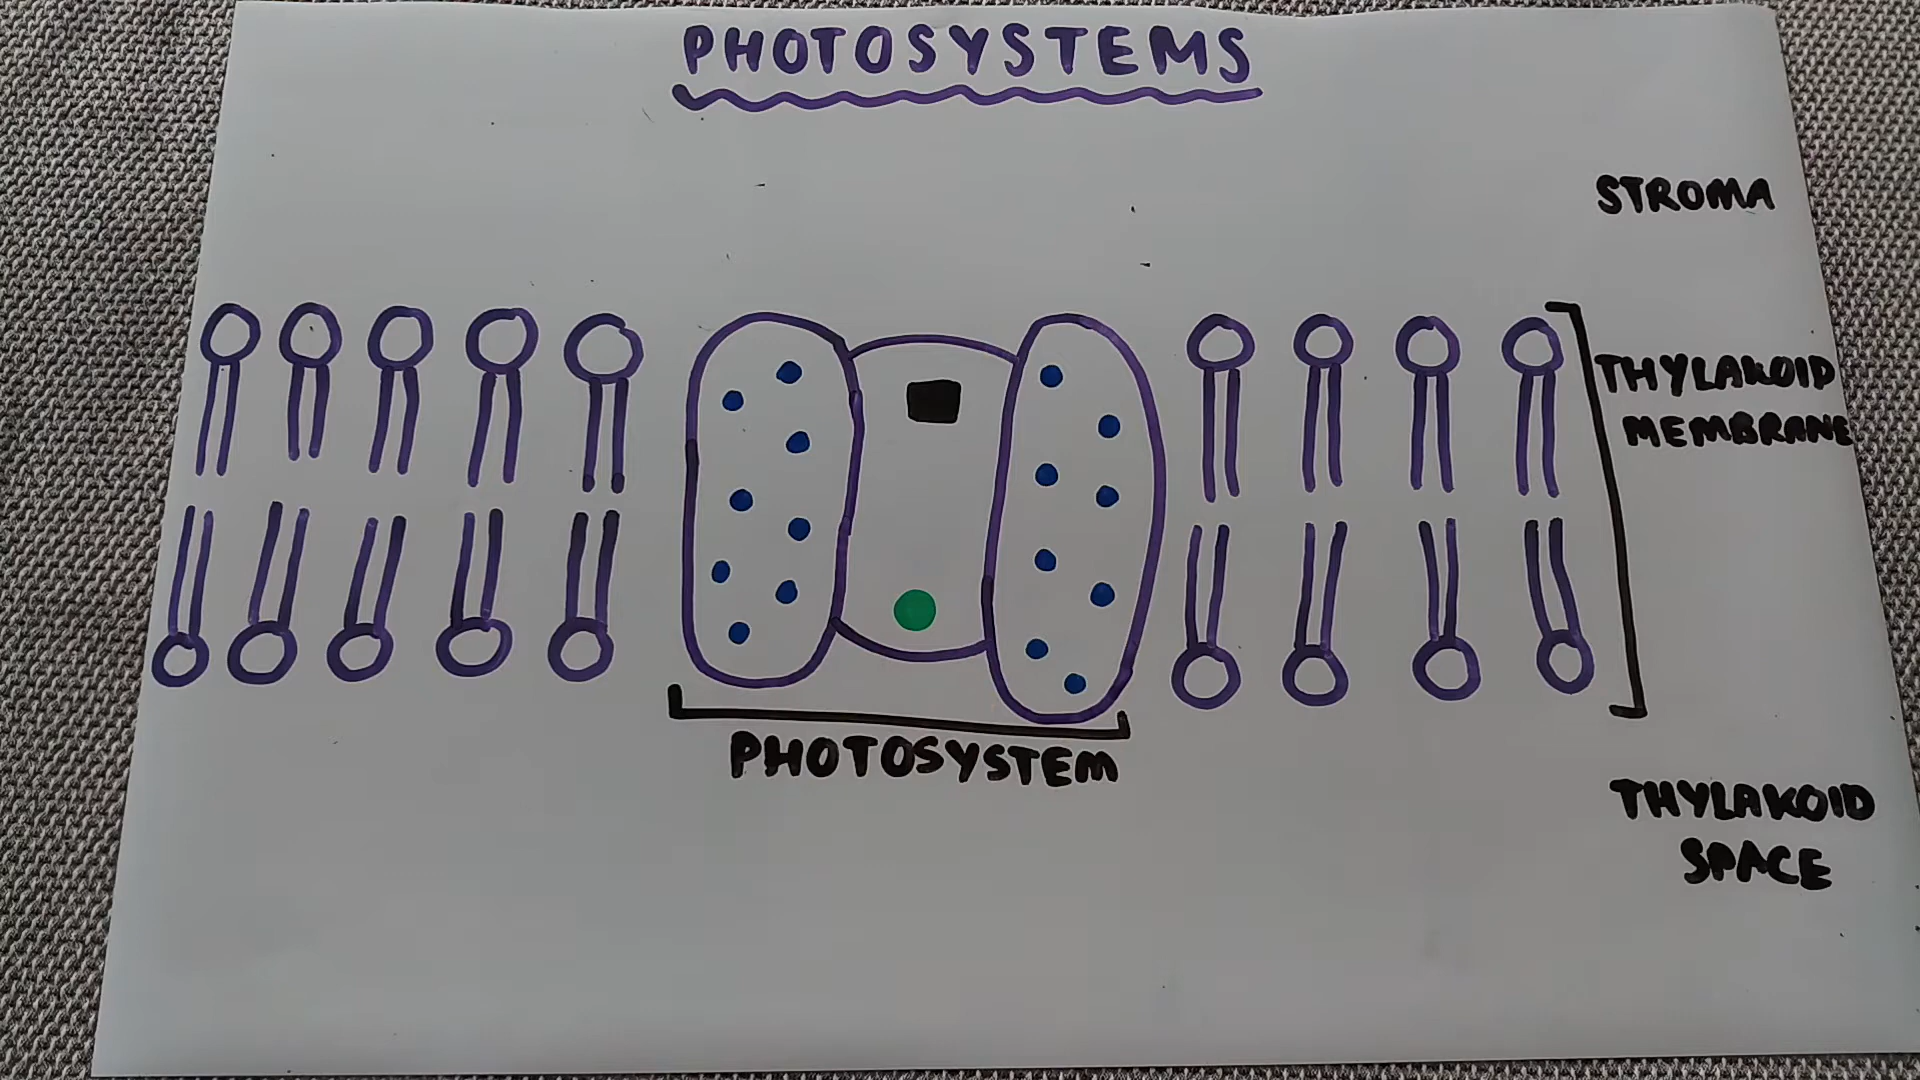 PHOTOSYSTEMS
STROMA
THYLAKOID
MEMBRANE
PHOTOSYSTEM
THYLAKOID
SPACE